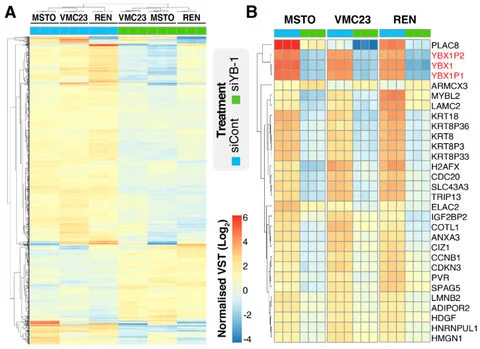 A
MSTO VMC23 REN VMC23 MSTO REN
Treatment
siCont siYB-1
Normalised VST (Log2)
6
4
2
0
-2
-4
B
MSTO VMC23 REN
PLAC8
YBX1P2
YBX1
YBX1P1
ARMCX3
MYBL2
LAMC2
KRT18
KRT8P36
KRT8
KRT8P3
KRT8P33
H2AFX
CDC20
SLC43A3
TRIP13
ELAC2
IGF2BP2
COTL1
ANXA3
CIZ1
CCNB1
CDKN3
PVR
SPAG5
LMNB2
ADIPOR2
HDGF
HNRNPUL1
HMGN1